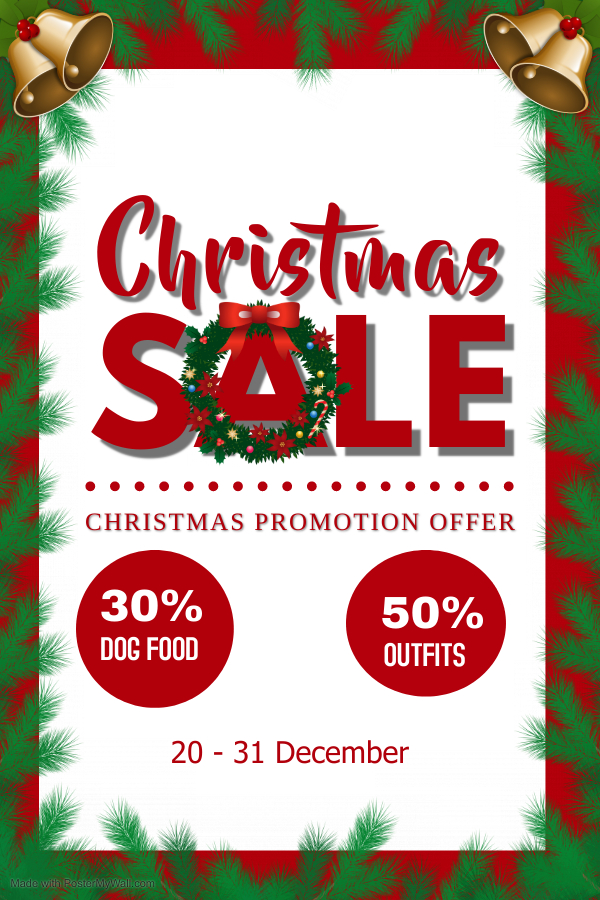 Christmas
SALE
CHRISTMAS PROMOTION OFFER
30%
DOG FOOD
50%
OUTFITS
20 - 31 December
Made with PosterMyWall.com